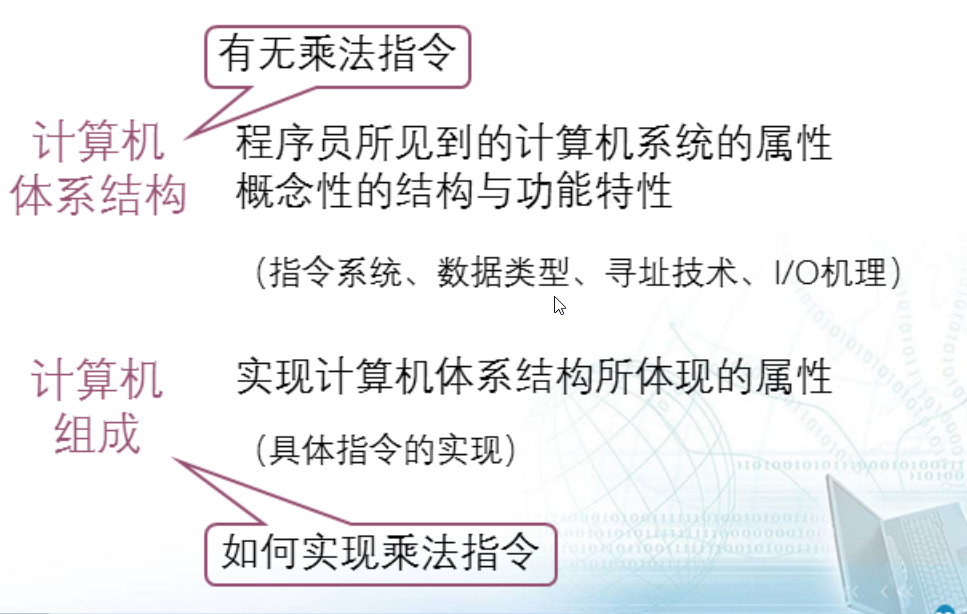 有无乘法指令
计算机
体系结构
程序员所见到的计算机系统的属性
概念性的结构与功能特性
（指令系统、数据类型、寻址技术、I/O机理）
计算机
组成
实现计算机体系结构所体现的属性
（具体指令的实现）
如何实现乘法指令